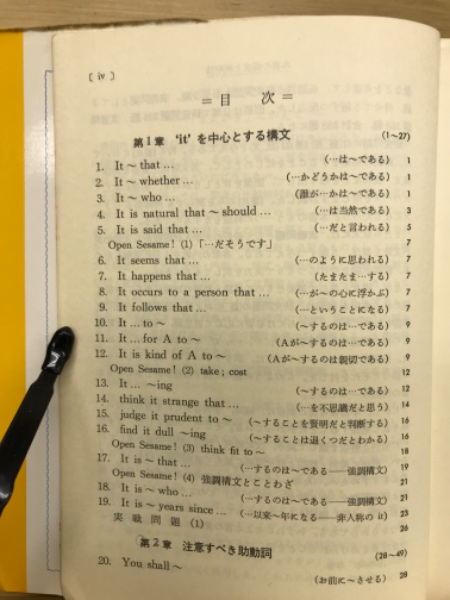 〔 iv 〕
＝目 次＝
第1章 ‘it’ を中心とする構文 (1～27)
1. It ～ that … (…は～である) 1
2. It ～ whether … (…かどうかは～である) 1
3. It ～ who … (誰が…かは～である) 1
4. It is natural that ～ should … (…は当然である) 3
5. It is said that … (…だと言われる) 5
Open Sesame! (1)「…だそうです」 7
6. It seems that … (…のように思われる) 7
7. It happens that … (たまたま…する) 7
8. It occurs to a person that … (…が～の心に浮かぶ) 7
9. It follows that … (…ということになる) 7
10. It … to ～ (～するのは…である) 9
11. It … for A to ～ (Aが～するのは…である) 9
12. It is kind of A to ～ (Aが～するのは親切である) 9
Open Sesame! (2) take; cost 12
13. It … ～ing (～するのは…である) 12
14. think it strange that … (…を不思議だと思う) 14
15. judge it prudent to ～ (～することを賢明だと判断する) 16
16. find it dull ～ing (～することは退くつだとわかる) 16
Open Sesame! (3) think fit to ～ 18
17. It is ～ that … (…するのは～である——強調構文) 19
Open Sesame! (4) 強調構文とことわざ 21
18. It is ～ who … (…するのは～である——強調構文) 21
19. It is ～ years since … (…以来～年になる——非人称の it) 23
実戦問題 (1) 26
第2章 注意すべき助動詞 (28～49)
20. You shall ～ (お前に～させる) 28